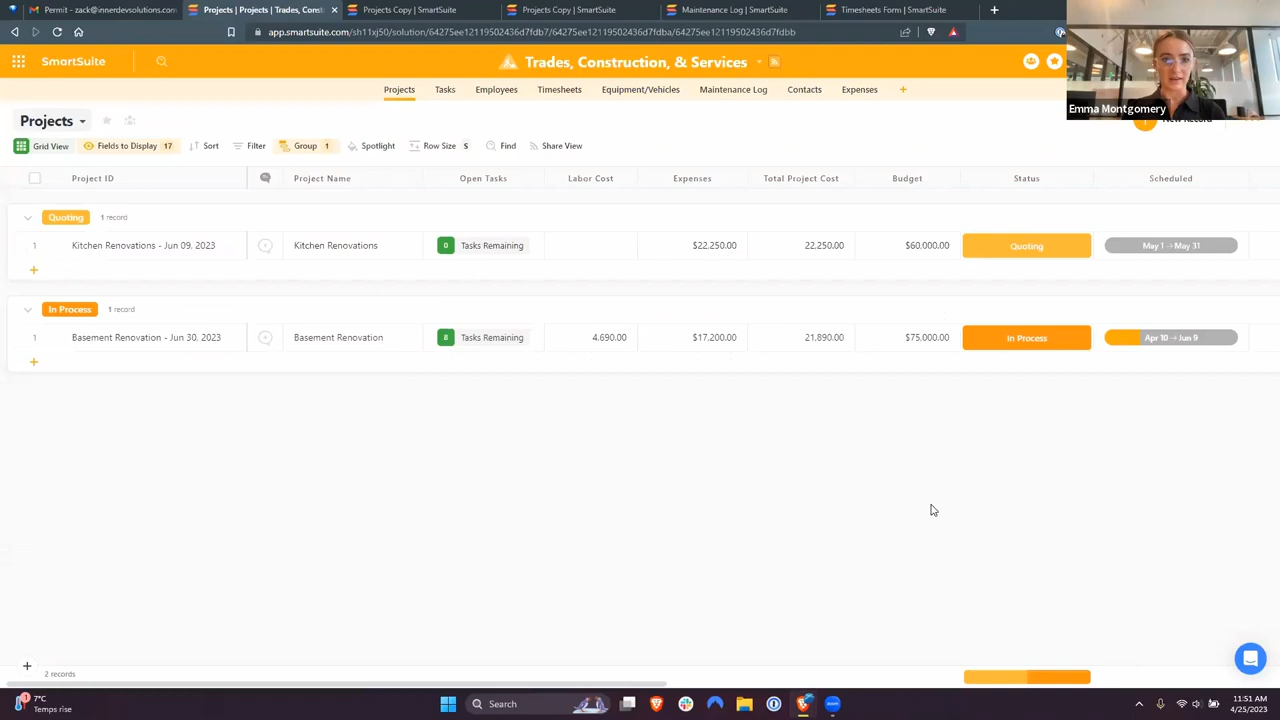 Permit - zack@innerdevsolutions.com
Projects | Projects | Trades, Const
Projects Copy | SmartSuite
Projects Copy | SmartSuite
Maintenance Log | SmartSuite
Timesheets Form | SmartSuite
app.smartsuite.com/sh11xj50/solution/64275ee12119502436d7fdb7/64275ee12119502436d7fdba/64275ee12119502436d7fdbb
SmartSuite
Trades, Construction, & Services
Emma Montgomery
Projects Tasks Employees Timesheets Equipment/Vehicles Maintenance Log Contacts Expenses
Projects
New Record
Grid View Fields to Display 17 Sort Filter Group 1 Spotlight Row Size S Find Share View
Project ID Project Name Open Tasks Labor Cost Expenses Total Project Cost Budget Status Scheduled
Quoting 1 record
1 Kitchen Renovations - Jun 09, 2023 Kitchen Renovations 0 Tasks Remaining $22,250.00 22,250.00 $60,000.00 Quoting May 1 → May 31
In Process 1 record
1 Basement Renovation - Jun 30, 2023 Basement Renovation 8 Tasks Remaining 4,690.00 $17,200.00 21,890.00 $75,000.00 In Process Apr 10 → Jun 9
2 records
7°C
Temps rise
Search
11:51 AM
4/25/2023